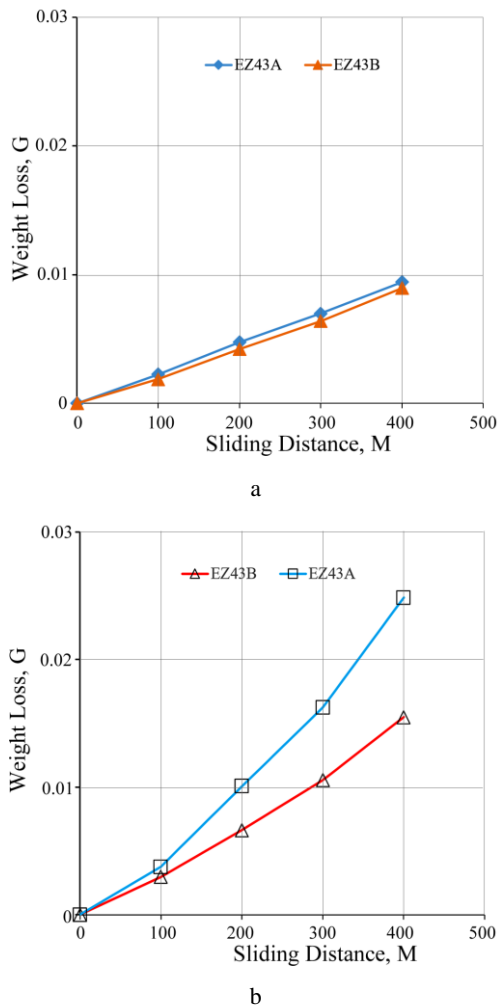 0.03
EZ43A EZ43B
0.02
Weight Loss, G
0.01
0
0 100 200 300 400 500
Sliding Distance, M
a
0.03
EZ43B EZ43A
0.02
Weight Loss, G
0.01
0
0 100 200 300 400 500
Sliding Distance, M
b